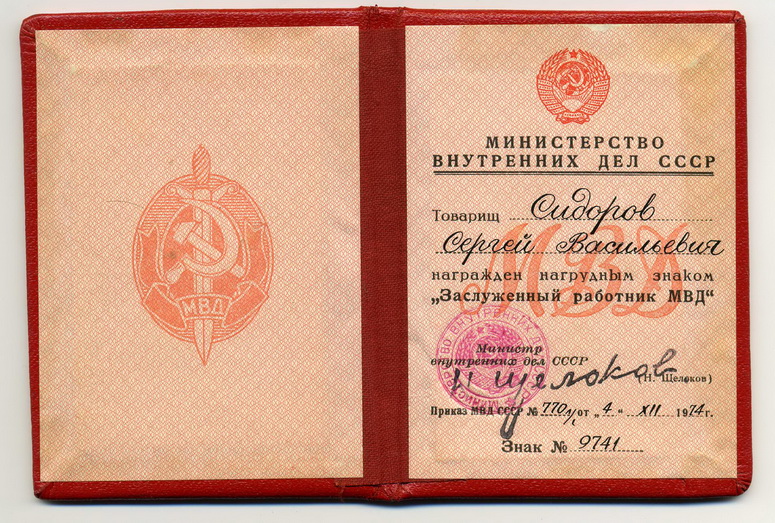 МВД
МИНИСТЕРСТВО
ВНУТРЕННИХ ДЕЛ СССР
Товарищ Сидоров
Сергей Васильевич
МВД
награжден нагрудным знаком
„Заслуженный работник МВД“
Министр
внутренних дел СССР
Н Щелоков (Н. Щелоков)
Приказ МВД СССР № 770 л/с от „4“ XII 1974 г.
Знак № 9741